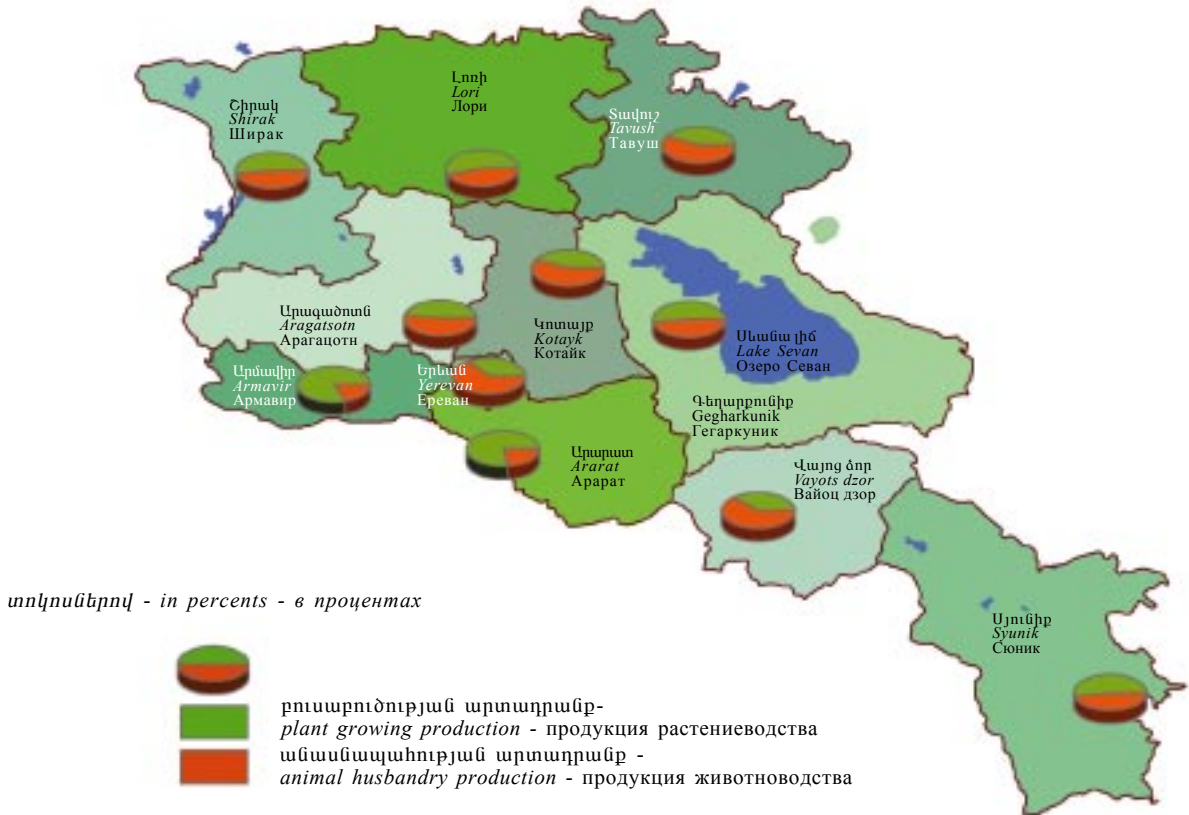 Լոռի
Lori
Лори
Շիրակ
Shirak
Ширак
Տավուշ
Tavush
Тавуш
Արագածոտն
Aragatsotn
Арагацотн
Կոտայք
Kotayk
Котайк
Սևանա լիճ
Lake Sevan
Озеро Севан
Արմավիր
Armavir
Армавир
Երևան
Yerevan
Ереван
Գեղարքունիք
Gegharkunik
Гегаркуник
Արարատ
Ararat
Арарат
Վայոց ձոր
Vayots dzor
Вайоц дзор
տոկոսներով - in percents - в процентах
Սյունիք
Syunik
Сюник
բուսաբուծության արտադրանք-
plant growing production - продукция растениеводства
անասնապահության արտադրանք -
animal husbandry production - продукция животноводства